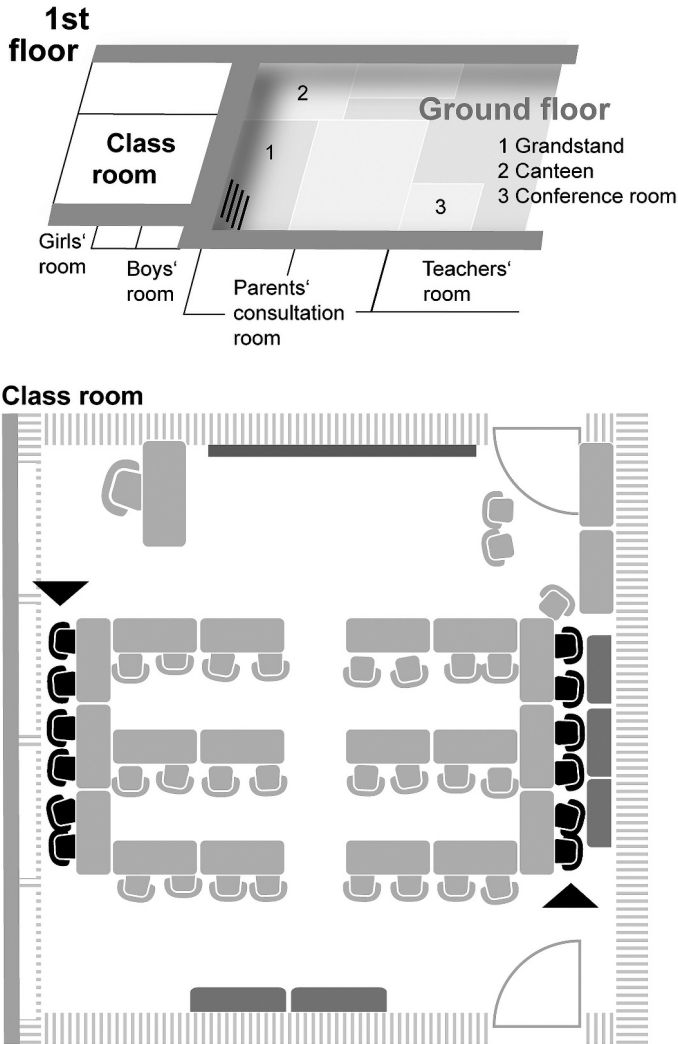 1st
floor
2
Ground floor
1
Class
room
1 Grandstand
2 Canteen
3 Conference room
3
Girls‘
room
Boys‘
room
Parents‘
consultation
room
Teachers‘
room
Class room